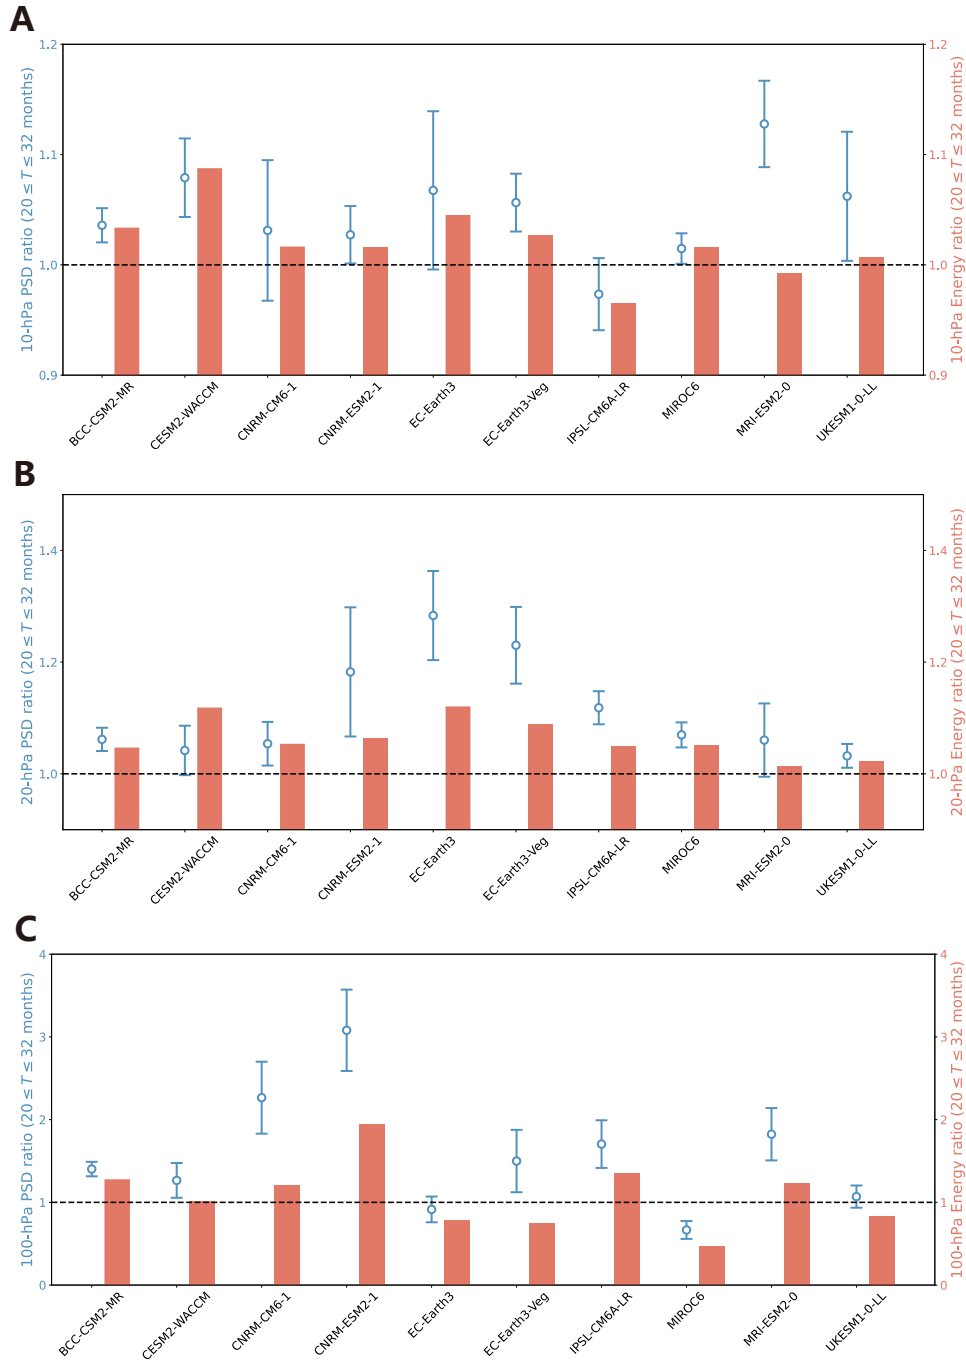 A
10-hPa PSD ratio (20 ≤ T ≤ 32 months)
1.2
1.1
1.0
0.9
1.2
1.1
1.0
0.9
10-hPa Energy ratio (20 ≤ T ≤ 32 months)
BCC-CSM2-MR
CESM2-WACCM
CNRM-CM6-1
CNRM-ESM2-1
EC-Earth3
EC-Earth3-Veg
IPSL-CM6A-LR
MIROC6
MRI-ESM2-0
UKESM1-0-LL
B
20-hPa PSD ratio (20 ≤ T ≤ 32 months)
1.4
1.2
1.0
1.4
1.2
1.0
20-hPa Energy ratio (20 ≤ T ≤ 32 months)
BCC-CSM2-MR
CESM2-WACCM
CNRM-CM6-1
CNRM-ESM2-1
EC-Earth3
EC-Earth3-Veg
IPSL-CM6A-LR
MIROC6
MRI-ESM2-0
UKESM1-0-LL
C
100-hPa PSD ratio (20 ≤ T ≤ 32 months)
4
3
2
1
0
4
3
2
1
0
100-hPa Energy ratio (20 ≤ T ≤ 32 months)
BCC-CSM2-MR
CESM2-WACCM
CNRM-CM6-1
CNRM-ESM2-1
EC-Earth3
EC-Earth3-Veg
IPSL-CM6A-LR
MIROC6
MRI-ESM2-0
UKESM1-0-LL